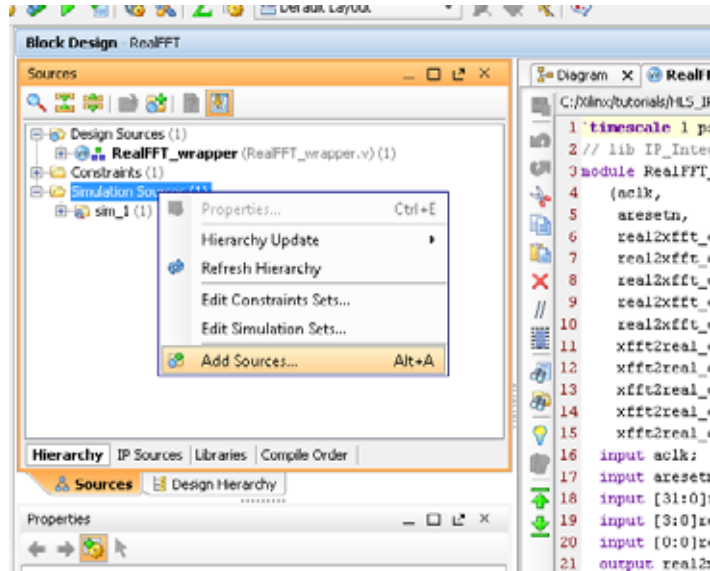 Default Layout
Block Design - RealFFT
Sources
Design Sources (1)
RealFFT_wrapper (RealFFT_wrapper.v) (1)
Constraints (1)
Simulation Sources (1)
sim_1 (1)
Properties... Ctrl+E
Hierarchy Update
Refresh Hierarchy
Edit Constraints Sets...
Edit Simulation Sets...
Add Sources... Alt+A
Hierarchy IP Sources Libraries Compile Order
Sources Design Hierarchy
Properties
Diagram RealF
C:/Xilinx/tutorials/HLS_IP
1 `timescale 1 ps
2 // lib IP_Inte
3 module RealFFT_
4 (aclk,
5 aresetn,
6 real2xfft_
7 real2xfft_
8 real2xfft_
9 real2xfft_
10 real2xfft_
11 xfft2real_
12 xfft2real_
13 xfft2real_
14 xfft2real_
15 xfft2real_
16 input aclk;
17 input aresetn
18 input [31:0]
19 input [3:0]re
20 input [0:0]re
21 output real2x